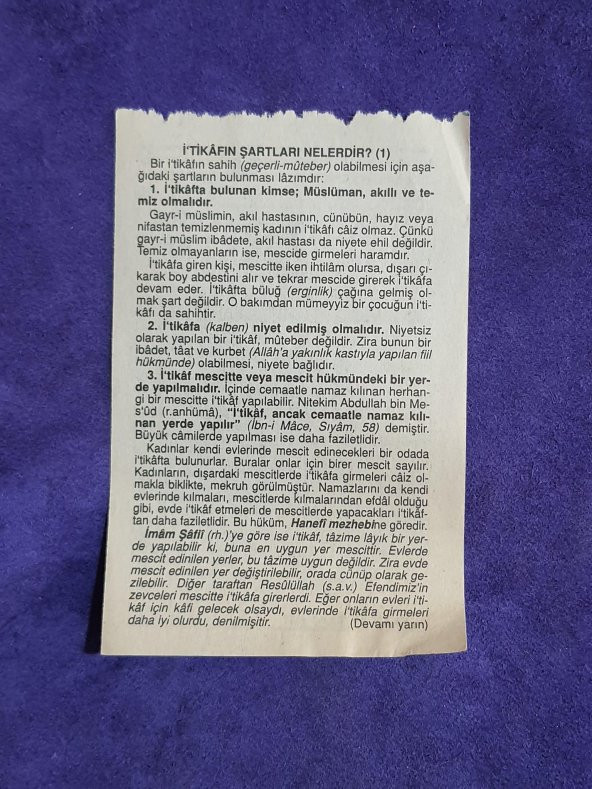 İ'TİKÂFIN ŞARTLARI NELERDİR? (1)
Bir i'tikâfın sahih (geçerli-mûteber) olabilmesi için aşa-
ğıdaki şartların bulunması lâzımdır:
1. İ'tikâfta bulunan kimse; Müslüman, akıllı ve te-
miz olmalıdır.
Gayr-i müslimin, akıl hastasının, cünübün, hayız veya
nifastan temizlenmemiş kadının i'tikâfı câiz olmaz. Çünkü
gayr-i müslim ibâdete, akıl hastası da niyete ehil değildir.
Temiz olmayanların ise, mescide girmeleri haramdır.
İ'tikâfa giren kişi, mescitte iken ihtilâm olursa, dışarı çı-
karak boy abdestini alır ve tekrar mescide girerek i'tikâfa
devam eder. İ'tikâfta büluğ (erginlik) çağına gelmiş ol-
mak şart değildir. O bakımdan mümeyyiz bir çocuğun i'ti-
kâfı da sahihtir.
2. İ'tikâfa (kalben) niyet edilmiş olmalıdır. Niyetsiz
olarak yapılan bir i'tikâf, mûteber değildir. Zira bunun bir
ibâdet, tâat ve kurbet (Allâh'a yakınlık kastıyla yapılan fiil
hükmünde) olabilmesi, niyete bağlıdır.
3. İ'tikâf mescitte veya mescit hükmündeki bir yer-
de yapılmalıdır. İçinde cemaatle namaz kılınan herhan-
gi bir mescitte i'tikâf yapılabilir. Nitekim Abdullah bin Me-
s'ûd (r.anhümâ), “İ'tikâf, ancak cemaatle namaz kılı-
nan yerde yapılır” (İbn-i Mâce, Sıyâm, 58) demiştir.
Büyük câmilerde yapılması ise daha faziletlidir.
Kadınlar kendi evlerinde mescit edinecekleri bir odada
i'tikâfta bulunurlar. Buralar onlar için birer mescit sayılır.
Kadınların, dışardaki mescitlerde i'tikâfa girmeleri câiz ol-
makla biklikte, mekruh görülmüştür. Namazlarını da kendi
evlerinde kılmaları, mescitlerde kılmalarından efdâl olduğu
gibi, evde i'tikâf etmeleri de mescitlerde yapacakları i'tikâf-
tan daha faziletlidir. Bu hüküm, Hanefî mezhebine göredir.
İmâm Şâfiî (rh.)'ye göre ise i'tikâf, tâzime lâyık bir yer-
de yapılabilir ki, buna en uygun yer mescittir. Evlerde
mescit edinilen yerler, bu tâzime uygun değildir. Zira evde
mescit edinilen yer değiştirilebilir, orada cünüp olarak ge-
zilebilir. Diğer taraftan Resûlüllah (s.a.v.) Efendimiz'in
zevceleri mescitte i'tikâfa girerlerdi. Eğer onların evleri i'ti-
kâf için kâfi gelecek olsaydı, evlerinde i'tikâfa girmeleri
daha iyi olurdu, denilmişitir. (Devamı yarın)